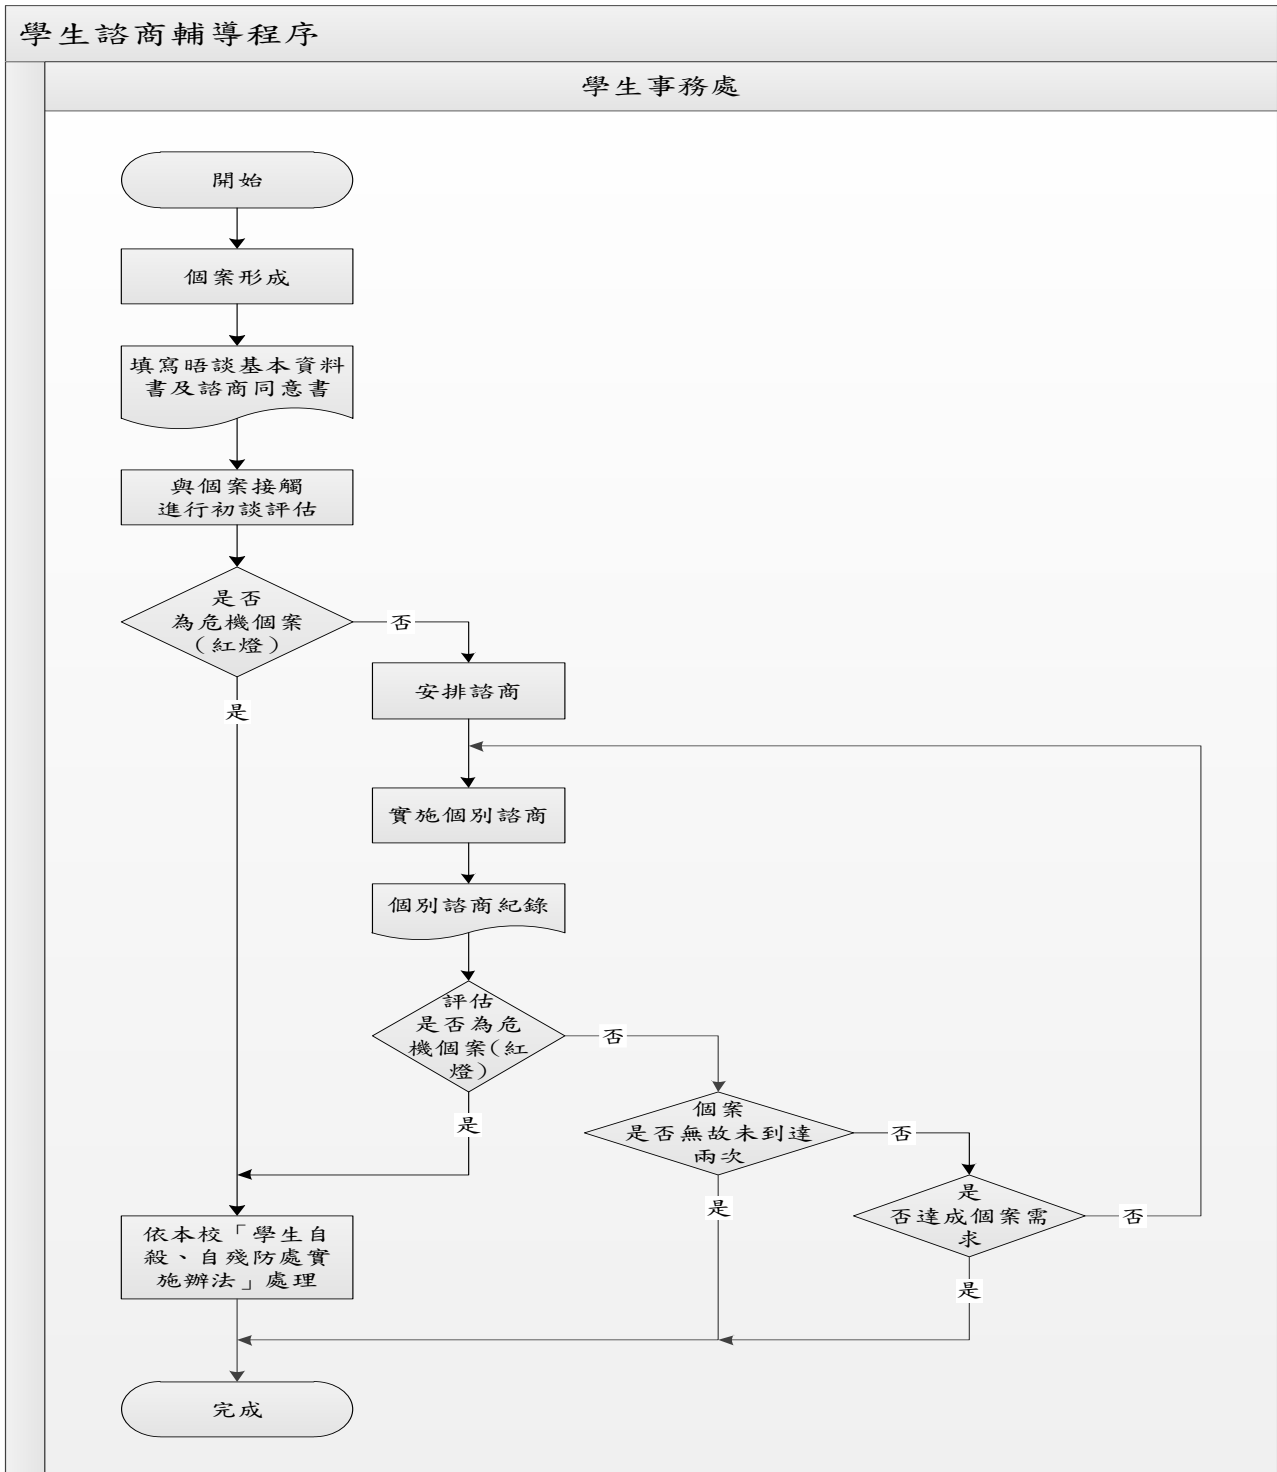 學生諮商輔導程序
學生事務處
開始
個案形成
填寫晤談基本資料
書及諮商同意書
與個案接觸
進行初談評估
是否
為危機個案
（紅燈）
否
是
安排諮商
實施個別諮商
個別諮商紀錄
評估
是否為危
機個案（紅
燈）
否
是
個案
是否無故未到達
兩次
否
是
是
否達成個案需
求
否
是
依本校「學生自
殺、自殘防處實
施辦法」處理
完成